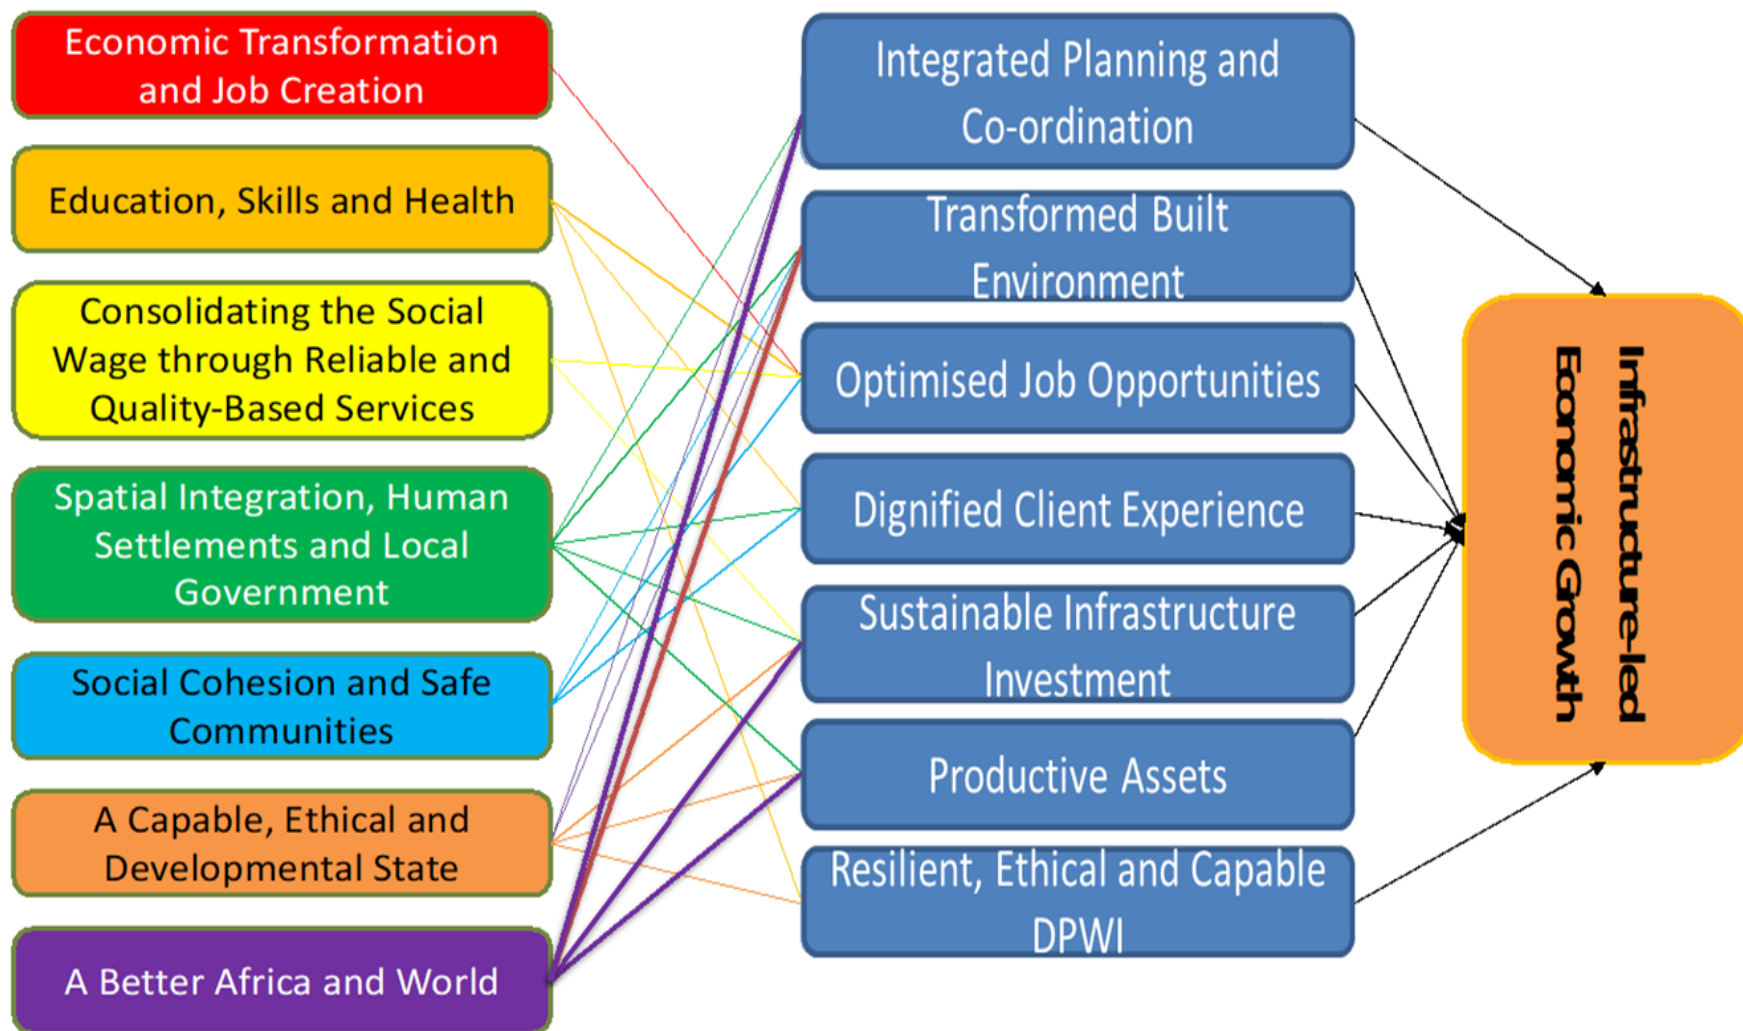 Economic Transformation
and Job Creation
Education, Skills and Health
Consolidating the Social
Wage through Reliable and
Quality-Based Services
Spatial Integration, Human
Settlements and Local
Government
Social Cohesion and Safe
Communities
A Capable, Ethical and
Developmental State
A Better Africa and World
Integrated Planning and
Co-ordination
Transformed Built
Environment
Optimised Job Opportunities
Dignified Client Experience
Sustainable Infrastructure
Investment
Productive Assets
Resilient, Ethical and Capable
DPWI
Infrastructure-led
Economic Growth